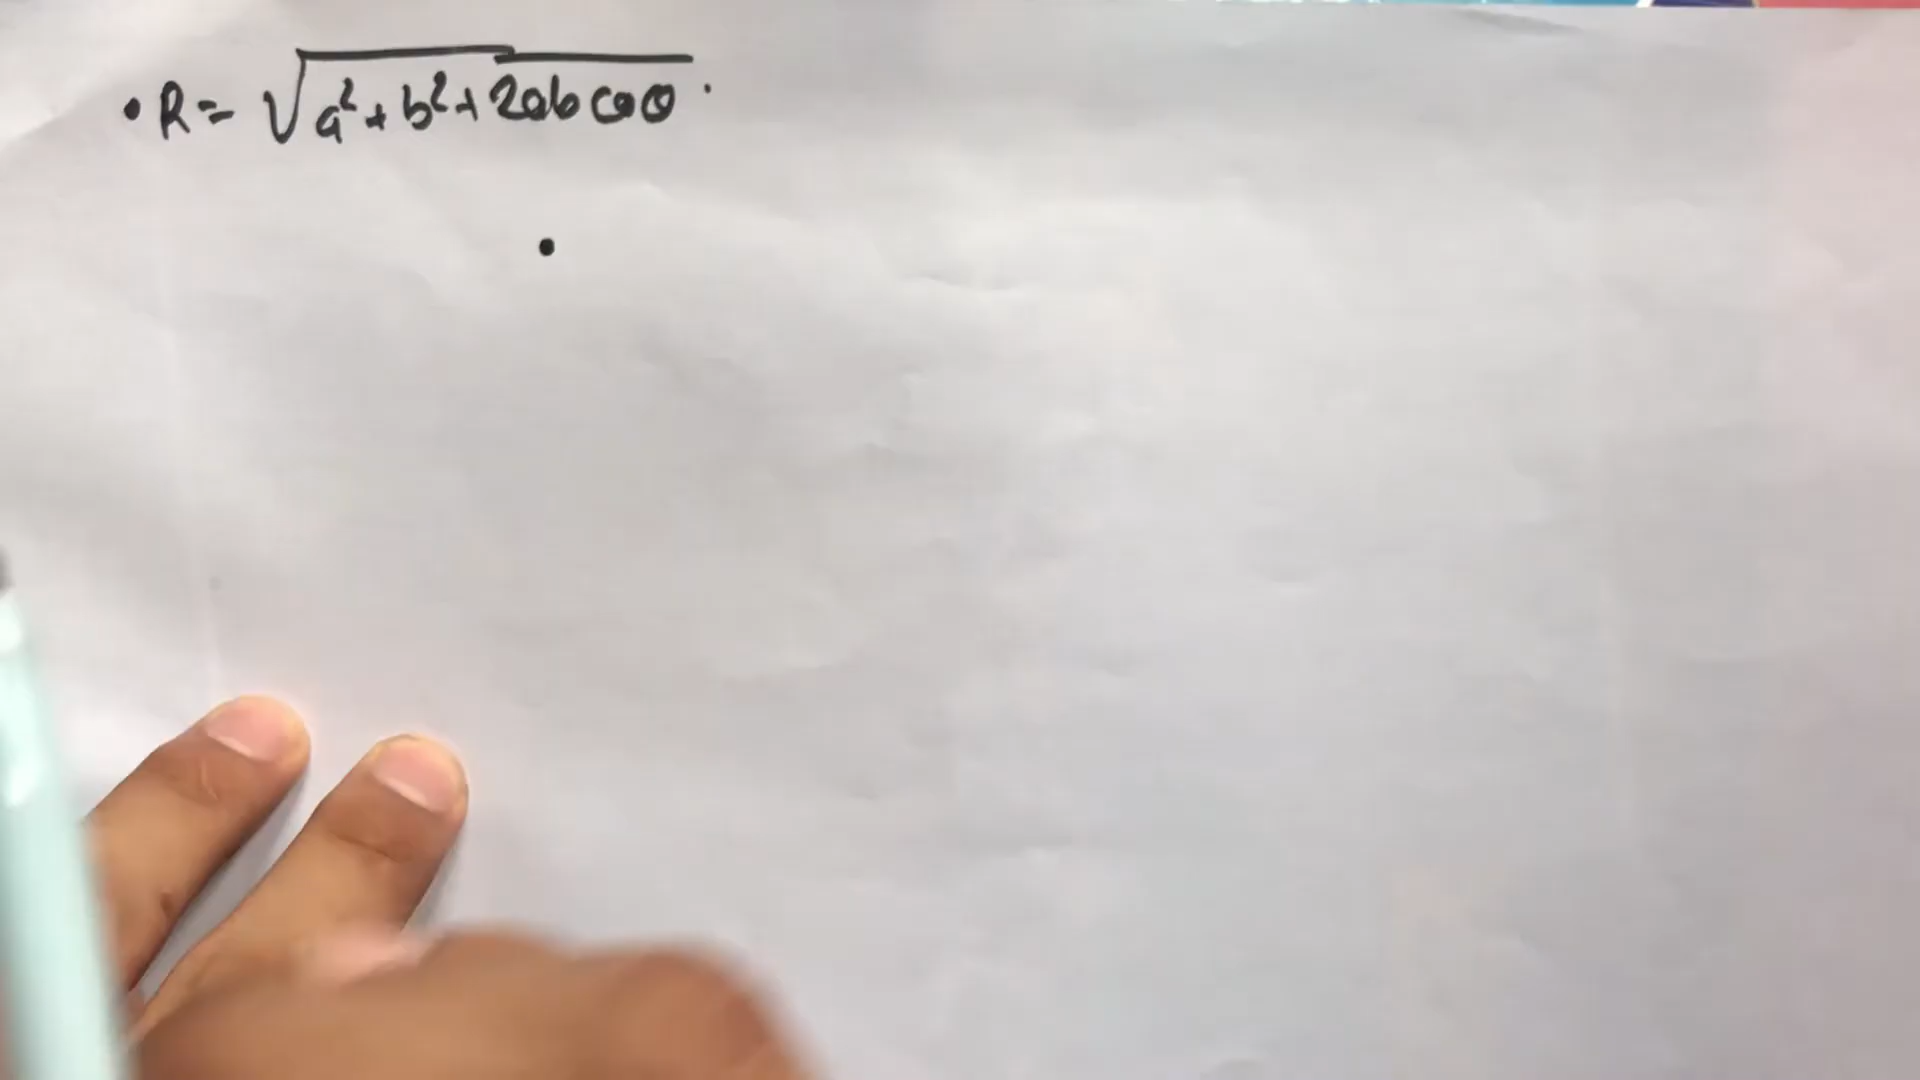 • R = √a²+b²+2ab cosθ .